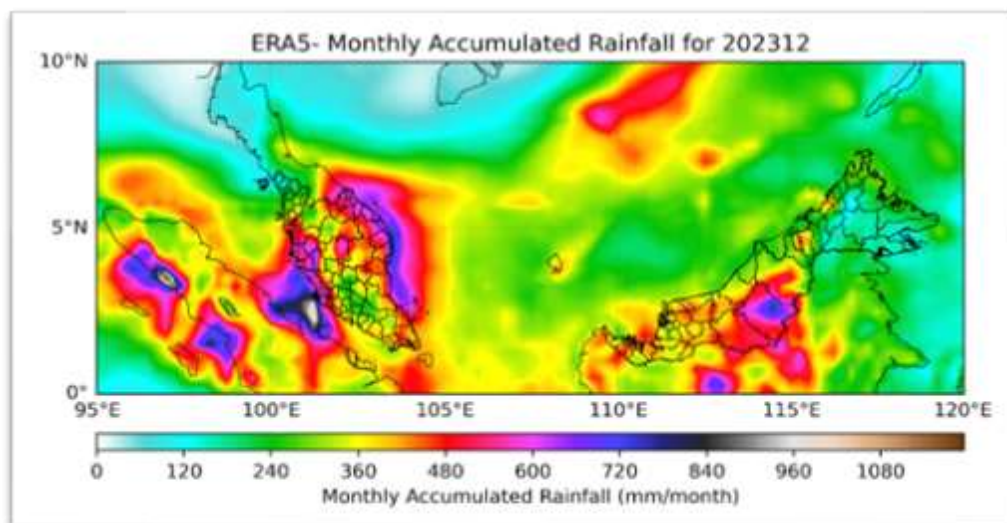 ERA5- Monthly Accumulated Rainfall for 202312
10°N
5°N
0°
95°E 100°E 105°E 110°E 115°E 120°E
0 120 240 360 480 600 720 840 960 1080
Monthly Accumulated Rainfall (mm/month)